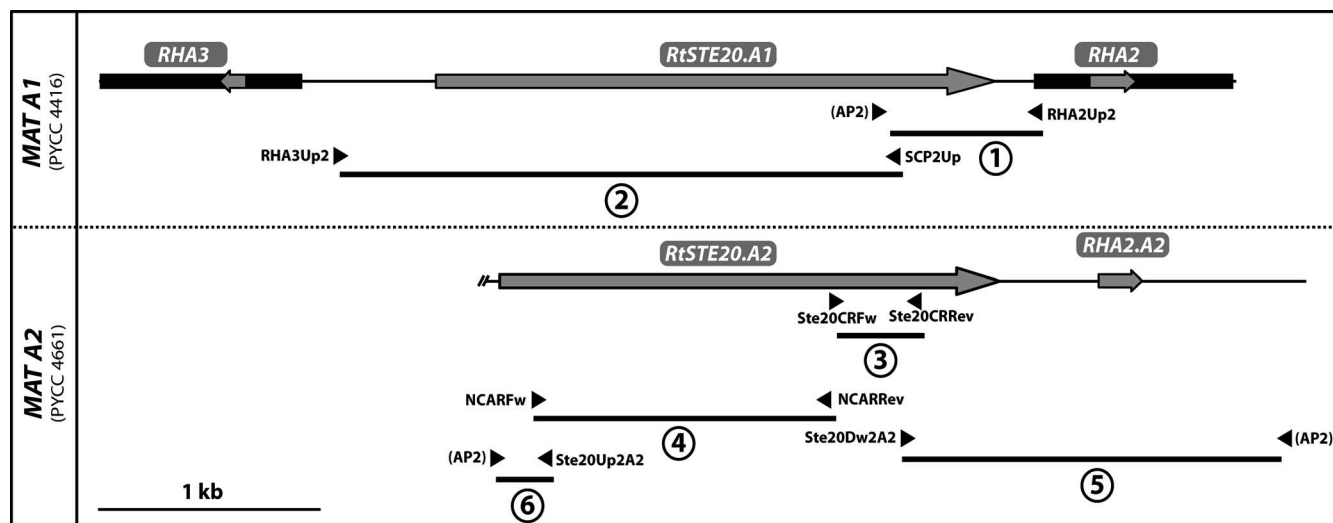 MAT A1
(PYCC 4416)
RHA3
RtSTE20.A1
RHA2
(AP2)
RHA2Up2
1
RHA3Up2
SCP2Up
2
MAT A2
(PYCC 4661)
RtSTE20.A2
RHA2.A2
Ste20CRFw
Ste20CRRev
3
NCARFw
NCARRev
4
Ste20Dw2A2
(AP2)
5
(AP2)
Ste20Up2A2
6
1 kb